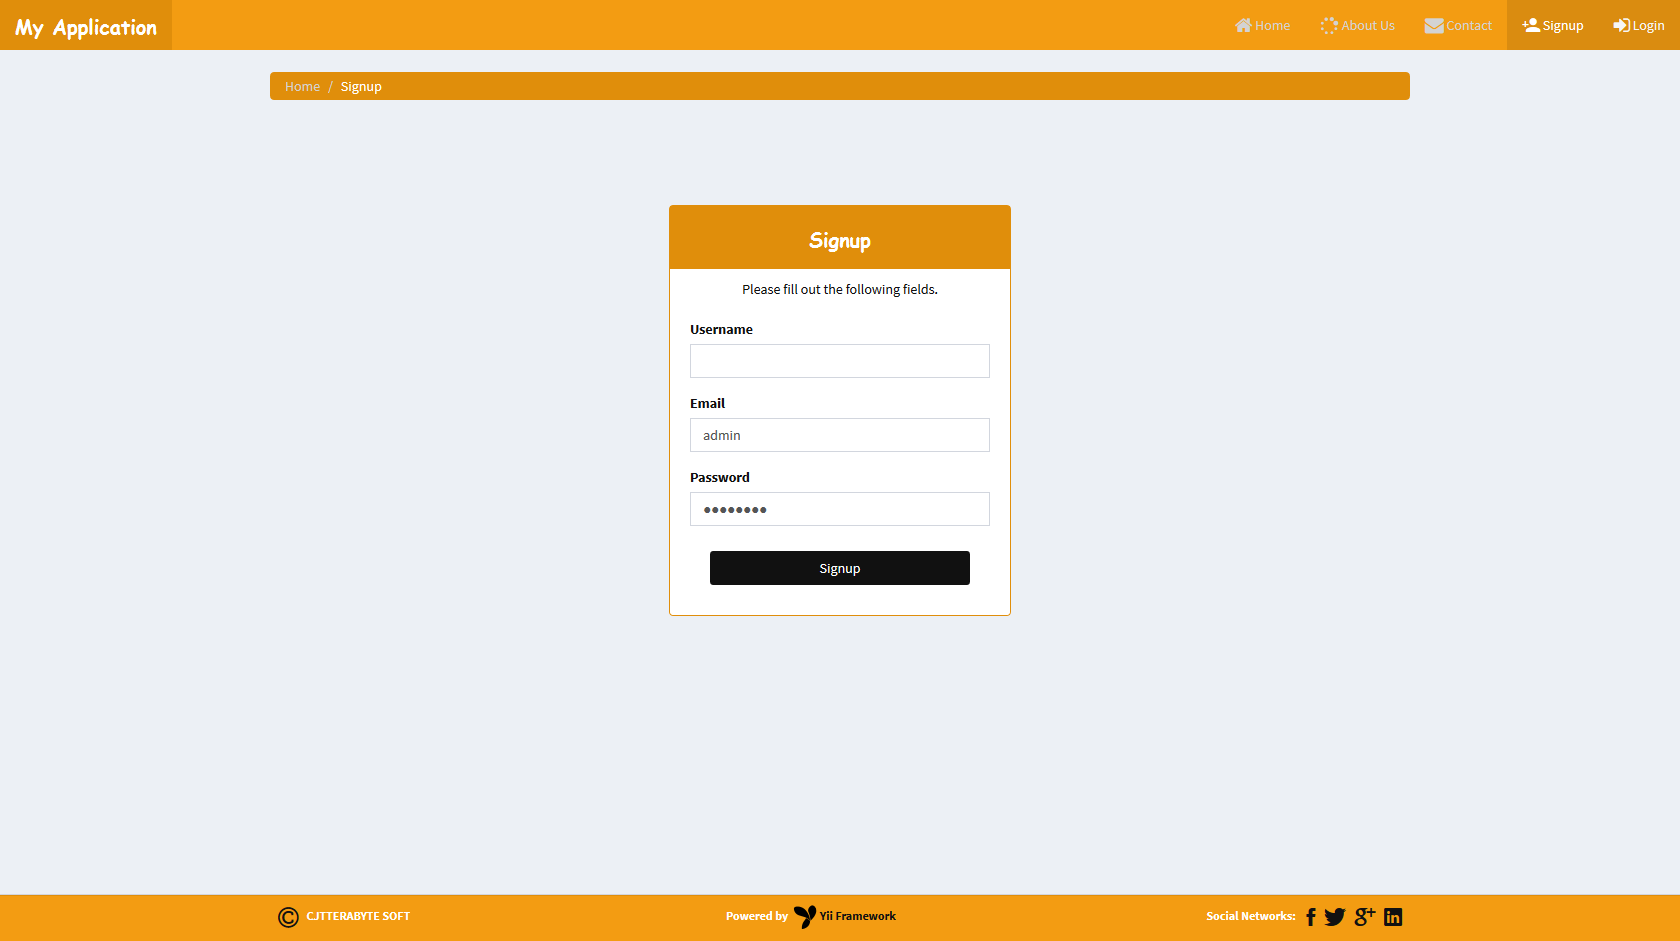 My Application
Home
About Us
Contact
Signup
Login
Home / Signup
Signup
Please fill out the following fields.
Username
Email
admin
Password
••••••••
Signup
© CJTTERABYTE SOFT
Powered by Yii Framework
Social Networks: